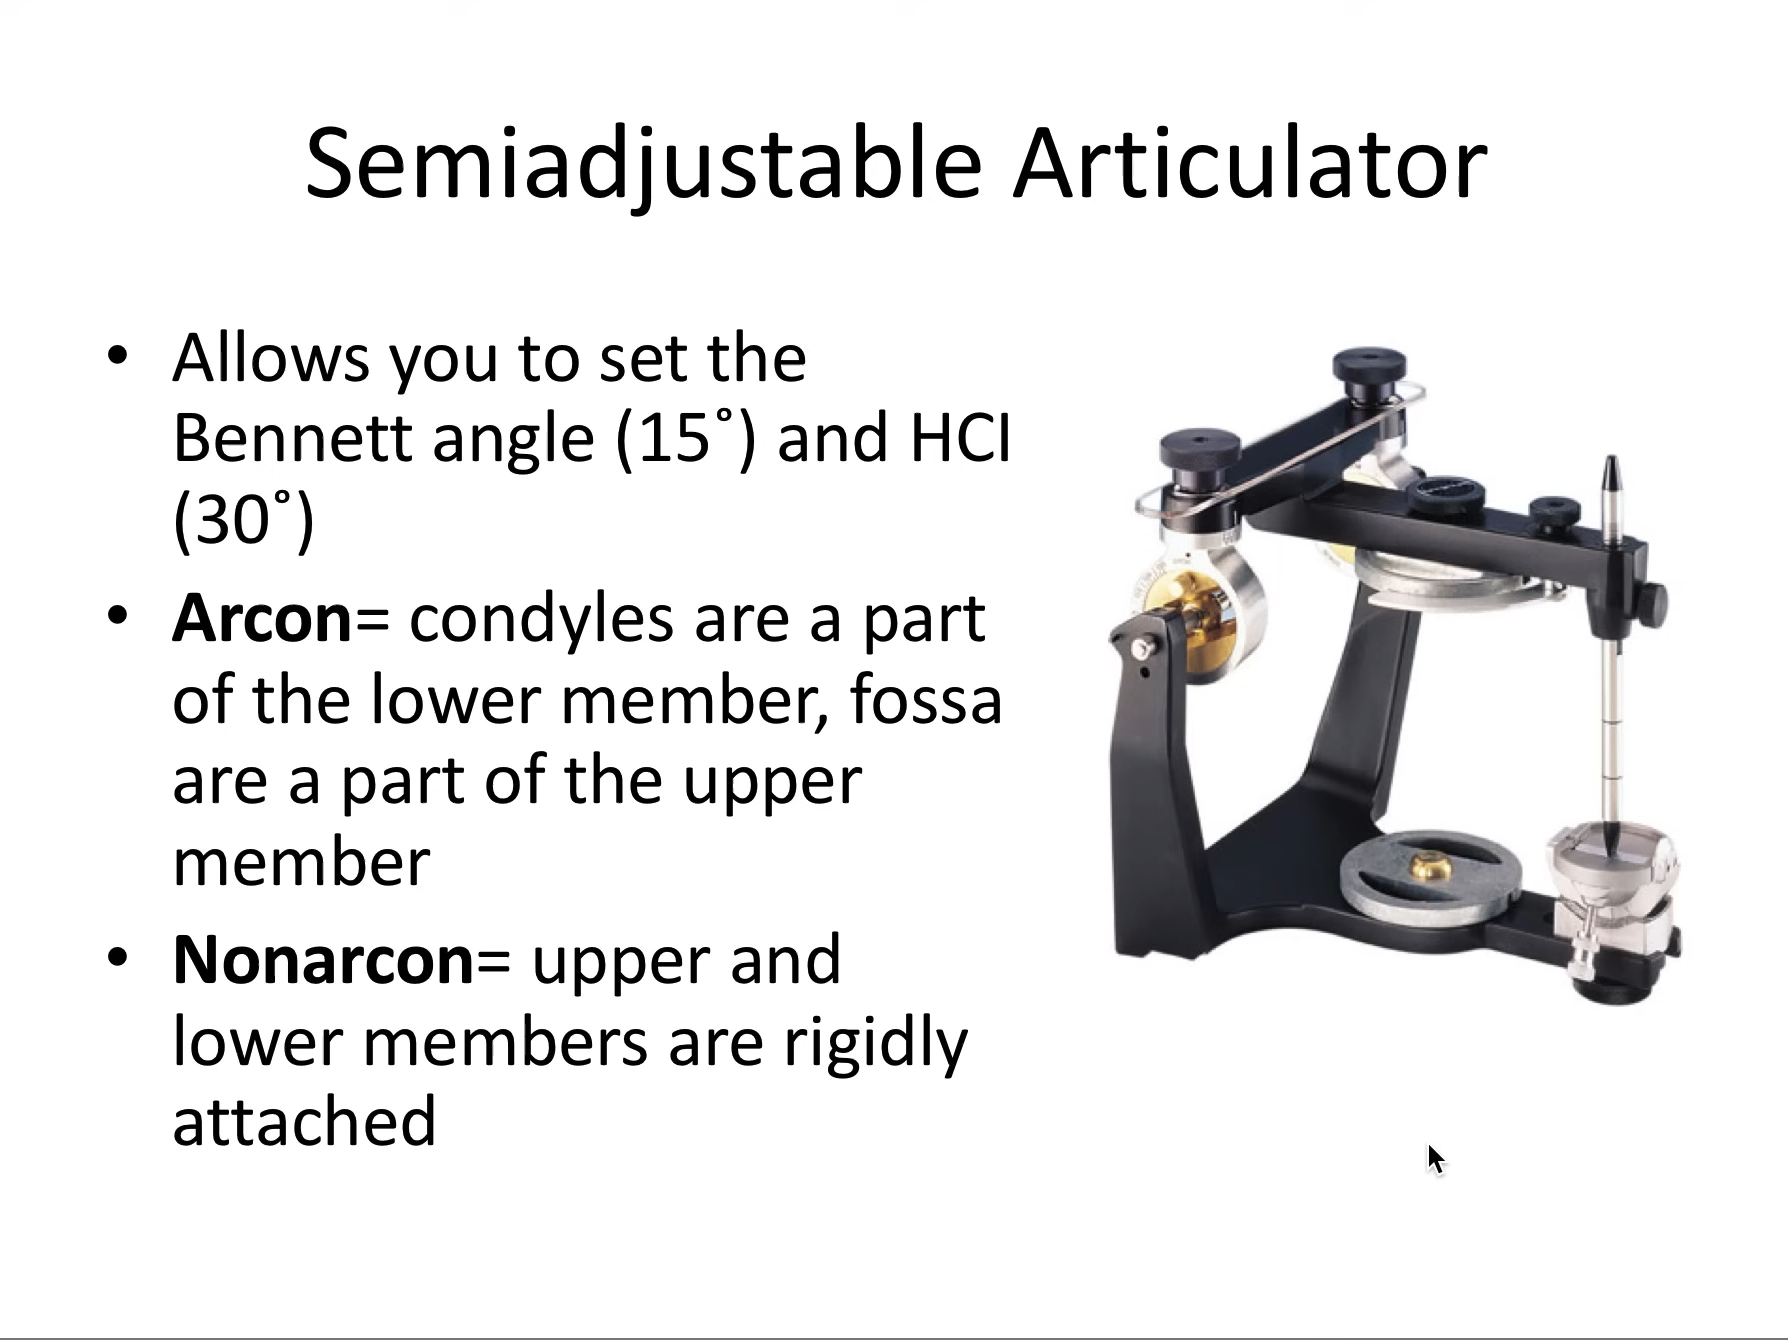 Semiadjustable Articulator
• Allows you to set the
Bennett angle (15˚) and HCI
(30˚)
• Arcon= condyles are a part
of the lower member, fossa
are a part of the upper
member
• Nonarcon= upper and
lower members are rigidly
attached